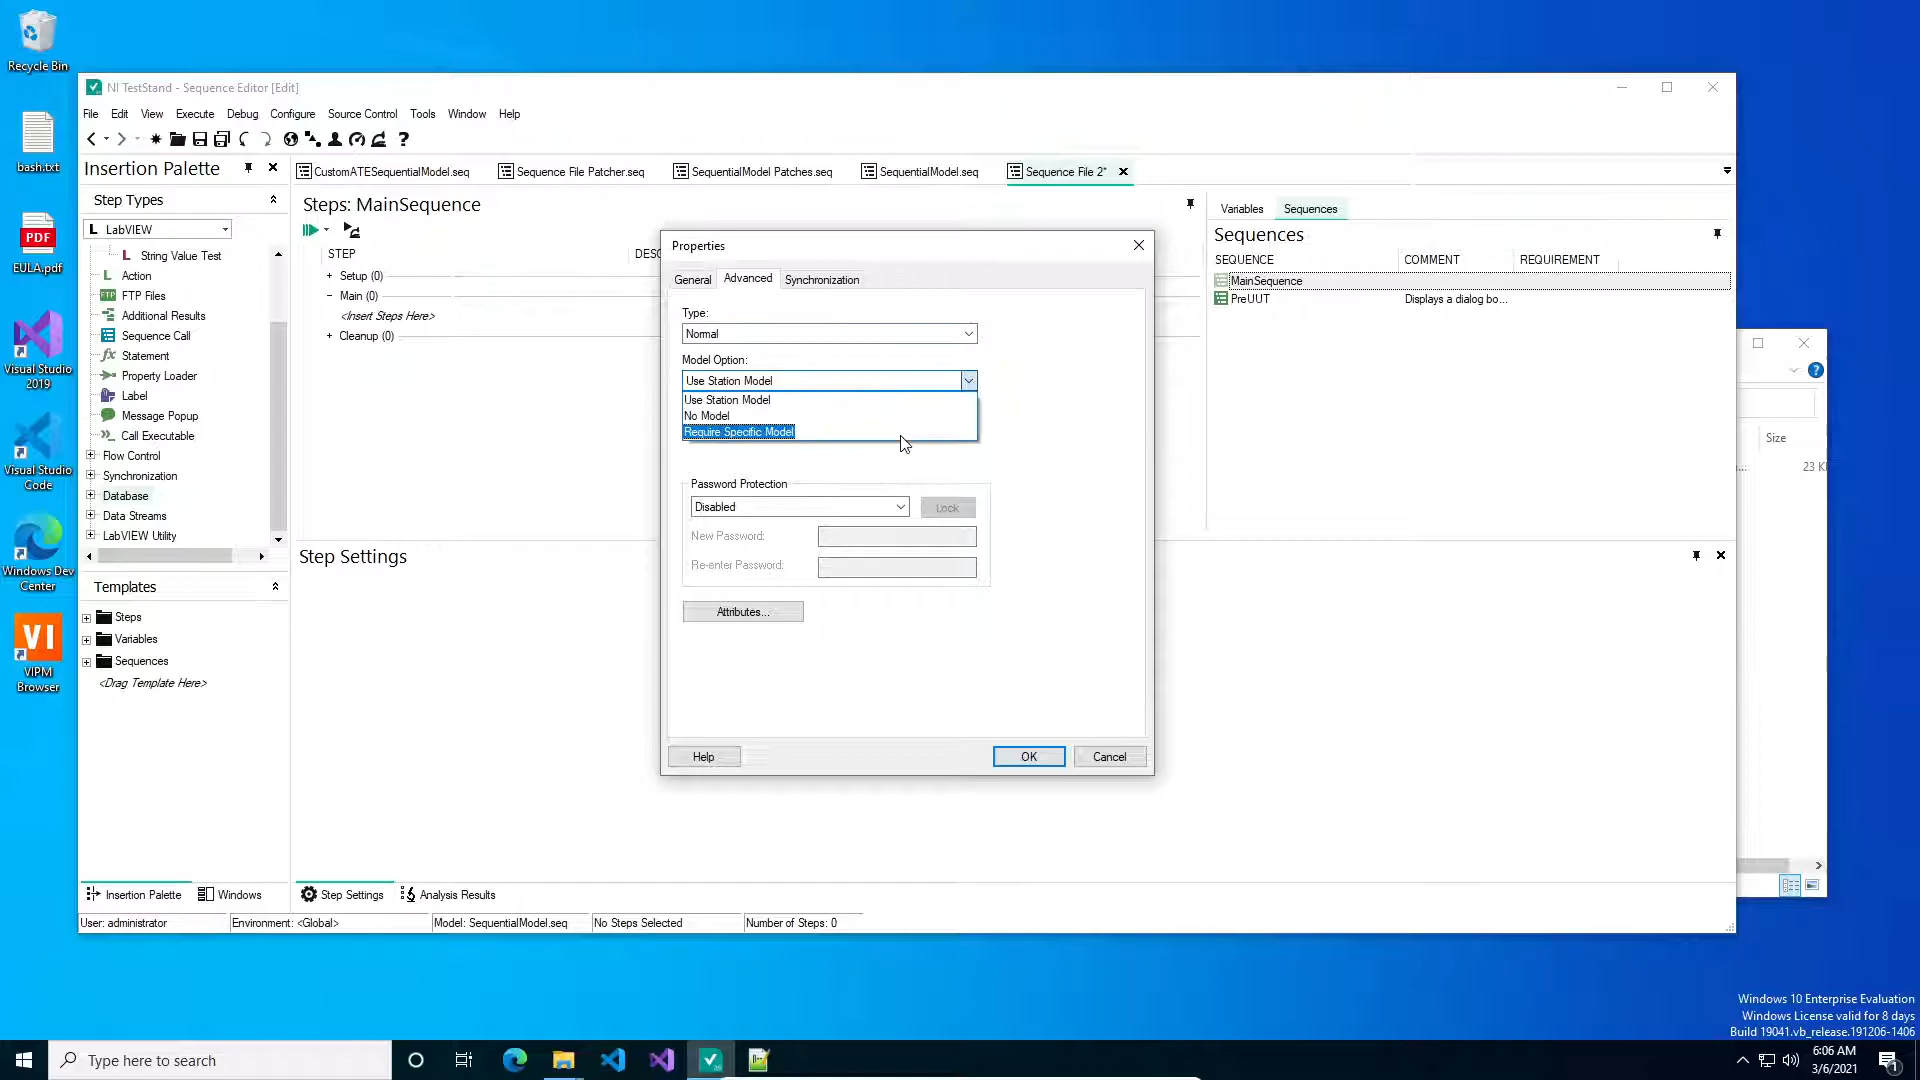 Recycle Bin
bash.txt
PDF
EULA.pdf
Visual Studio
2019
Visual Studio
Code
Windows Dev
Center
VI
VIPM
Browser
NI TestStand - Sequence Editor [Edit]
File Edit View Execute Debug Configure Source Control Tools Window Help
Insertion Palette
Step Types
L LabVIEW
L String Value Test
L Action
FTP FTP Files
Additional Results
Sequence Call
fx Statement
Property Loader
Label
Message Popup
Call Executable
Flow Control
Synchronization
Database
Data Streams
LabVIEW Utility
Templates
Steps
Variables
Sequences
<Drag Template Here>
Insertion Palette Windows
CustomATESequentialModel.seq Sequence File Patcher.seq SequentialModel Patches.seq SequentialModel.seq Sequence File 2*
Steps: MainSequence
STEP DESC
+ Setup (0)
− Main (0)
<Insert Steps Here>
+ Cleanup (0)
Variables Sequences
Sequences
SEQUENCE COMMENT REQUIREMENT
MainSequence
PreUUT Displays a dialog bo...
Properties
General Advanced Synchronization
Type:
Normal
Model Option:
Use Station Model
Use Station Model
No Model
Require Specific Model
Password Protection
Disabled Lock
New Password:
Re-enter Password:
Attributes...
Help OK Cancel
Step Settings
Step Settings Analysis Results
User: administrator Environment: <Global> Model: SequentialModel.seq No Steps Selected Number of Steps: 0
Size
23 K
Windows 10 Enterprise Evaluation
Windows License valid for 8 days
Build 19041.vb_release.191206-1406
Type here to search
6:06 AM
3/6/2021
1